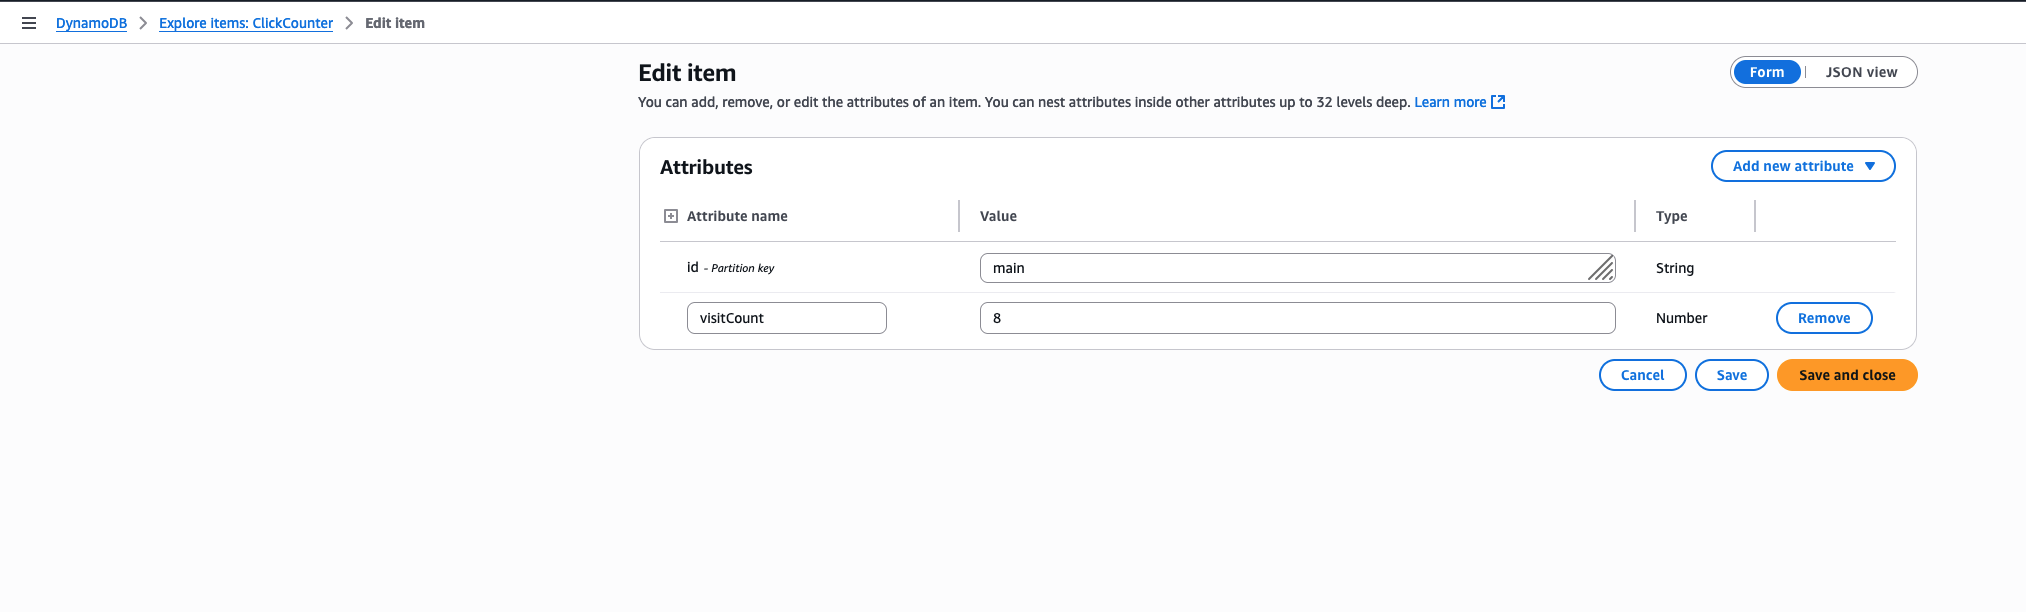 DynamoDB > Explore items: ClickCounter > Edit item
Edit item
Form | JSON view
You can add, remove, or edit the attributes of an item. You can nest attributes inside other attributes up to 32 levels deep. Learn more
Attributes
Add new attribute
Attribute name Value Type
id - Partition key main String
visitCount 8 Number Remove
Cancel Save Save and close